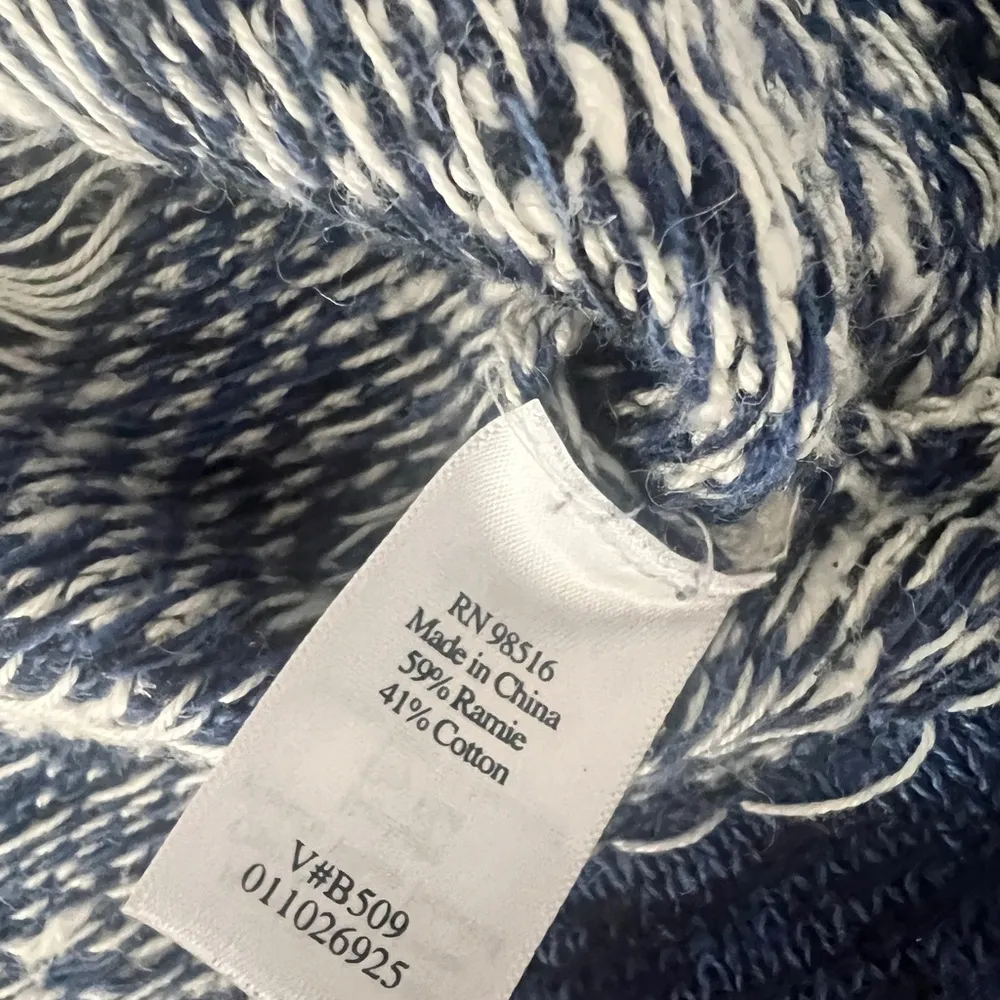 RN 98516
Made in China
59% Ramie
41% Cotton
V#B509
011026925